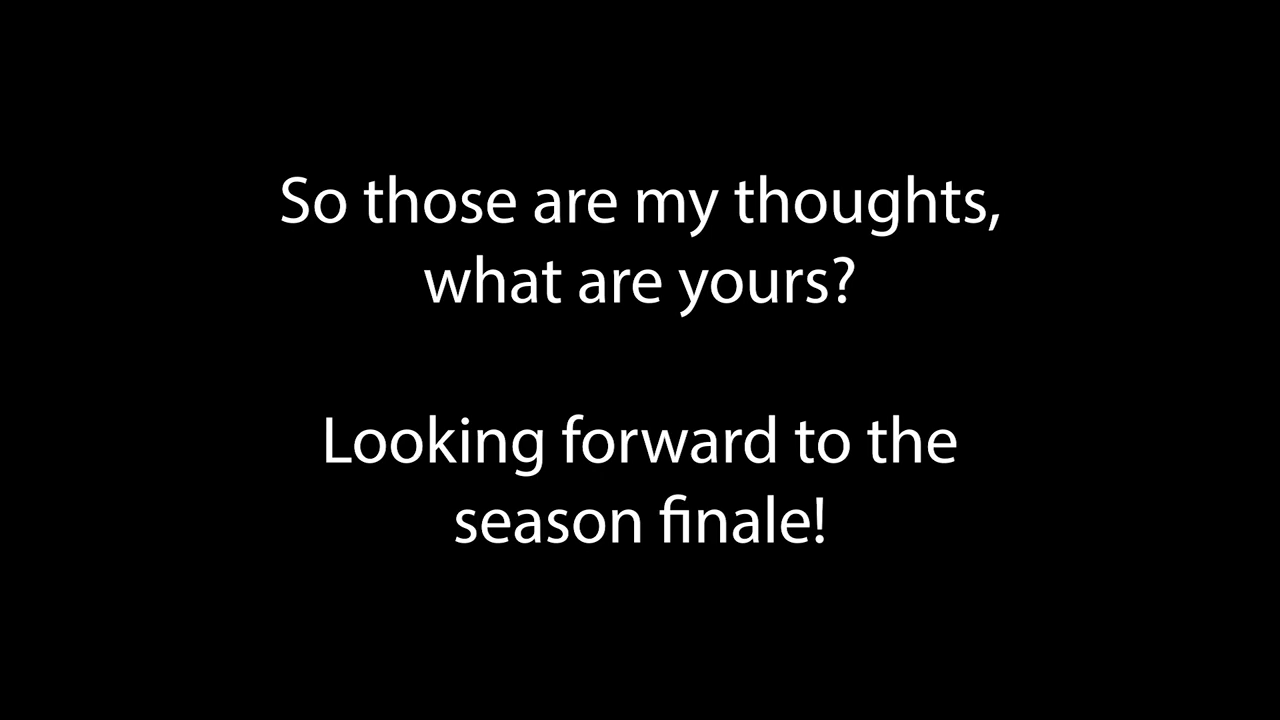 So those are my thoughts,
what are yours?
Looking forward to the
season finale!